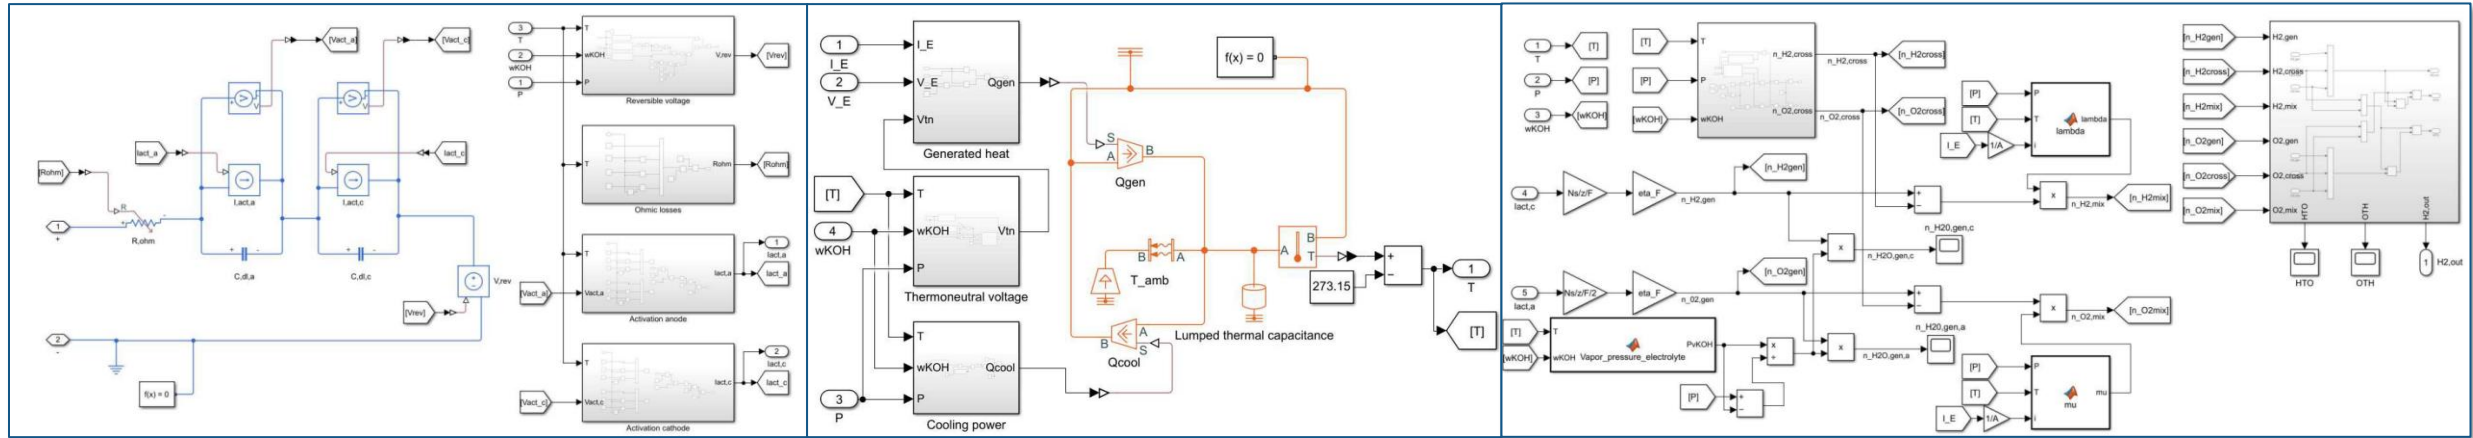 [Vact_a]
[Vact_c]
V
V
Iact_a
Iact_c
[Rohm]
R
I,act,a
I,act,c
1
+
+
-
R,ohm
+
-
+
-
C,dl,a
C,dl,c
V,rev
[Vrev]
2
-
f(x) = 0
3
T
T
2
wKOH
wKOH
1
P
P
V,rev
[Vrev]
Reversible voltage
T
Rohm
[Rohm]
Ohmic losses
T
1
Iact,a
Iact,a
Iact_a
[Vact_a]
Vact,a
Activation anode
T
2
Iact,c
Iact,c
Iact_c
[Vact_c]
Vact,c
Activation cathode
1
I_E
I_E
2
V_E
V_E
Vtn
Qgen
Generated heat
f(x) = 0
S
A
B
Qgen
[T]
T
4
wKOH
wKOH
P
Vtn
Thermoneutral voltage
B
A
T_amb
A
B
T
+
-
273.15
1
T
[T]
Lumped thermal capacitance
B
A
S
Qcool
T
wKOH
Qcool
3
P
P
Cooling power
1
T
[T]
2
P
[P]
3
wKOH
[wKOH]
[T]
T
[P]
P
[wKOH]
wKOH
n_H2,cross
n_H2,cross
[n_H2cross]
n_O2,cross
n_O2,cross
[n_O2cross]
[P]
P
[T]
T
I_E
1/A
i
lambda
lambda
[n_H2gen]
4
Iact,c
Ns/z/F
eta_F
n_H2,gen
+
-
x
n_H2,mix
[n_H2mix]
x
n_H2O,gen,c
n_H20,gen,c
[n_O2gen]
5
Iact,a
Ns/z/F/2
eta_F
n_02,gen
+
-
x
n_O2,mix
[n_O2mix]
[T]
T
[wKOH]
wKOH
Vapor_pressure_electrolyte
PvKOH
x
÷
x
n_H2O,gen,a
n_H20,gen,a
[P]
+
-
[P]
P
[T]
T
I_E
1/A
i
mu
mu
[n_H2gen]
H2,gen
[n_H2cross]
H2,cross
[n_H2mix]
H2,mix
[n_O2gen]
O2,gen
[n_O2cross]
O2,cross
[n_O2mix]
O2,mix
HTO
OTH
H2,out
HTO
OTH
1
H2,out